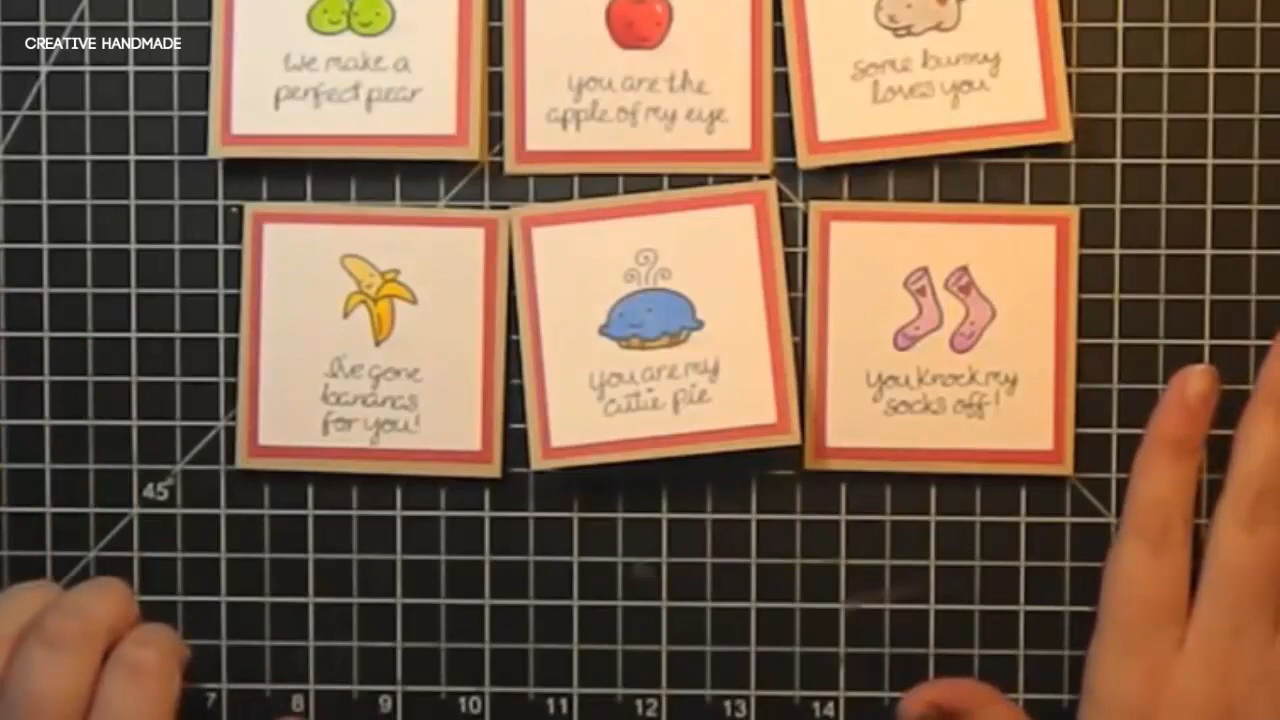 CREATIVE HANDMADE
we make a
perfect pear
you are the
apple of my eye
some bunny
loves you
I've gone
bananas
for you!
you are my
cutie pie
you knock my
socks off!
45
7 8 9 10 11 12 13 14